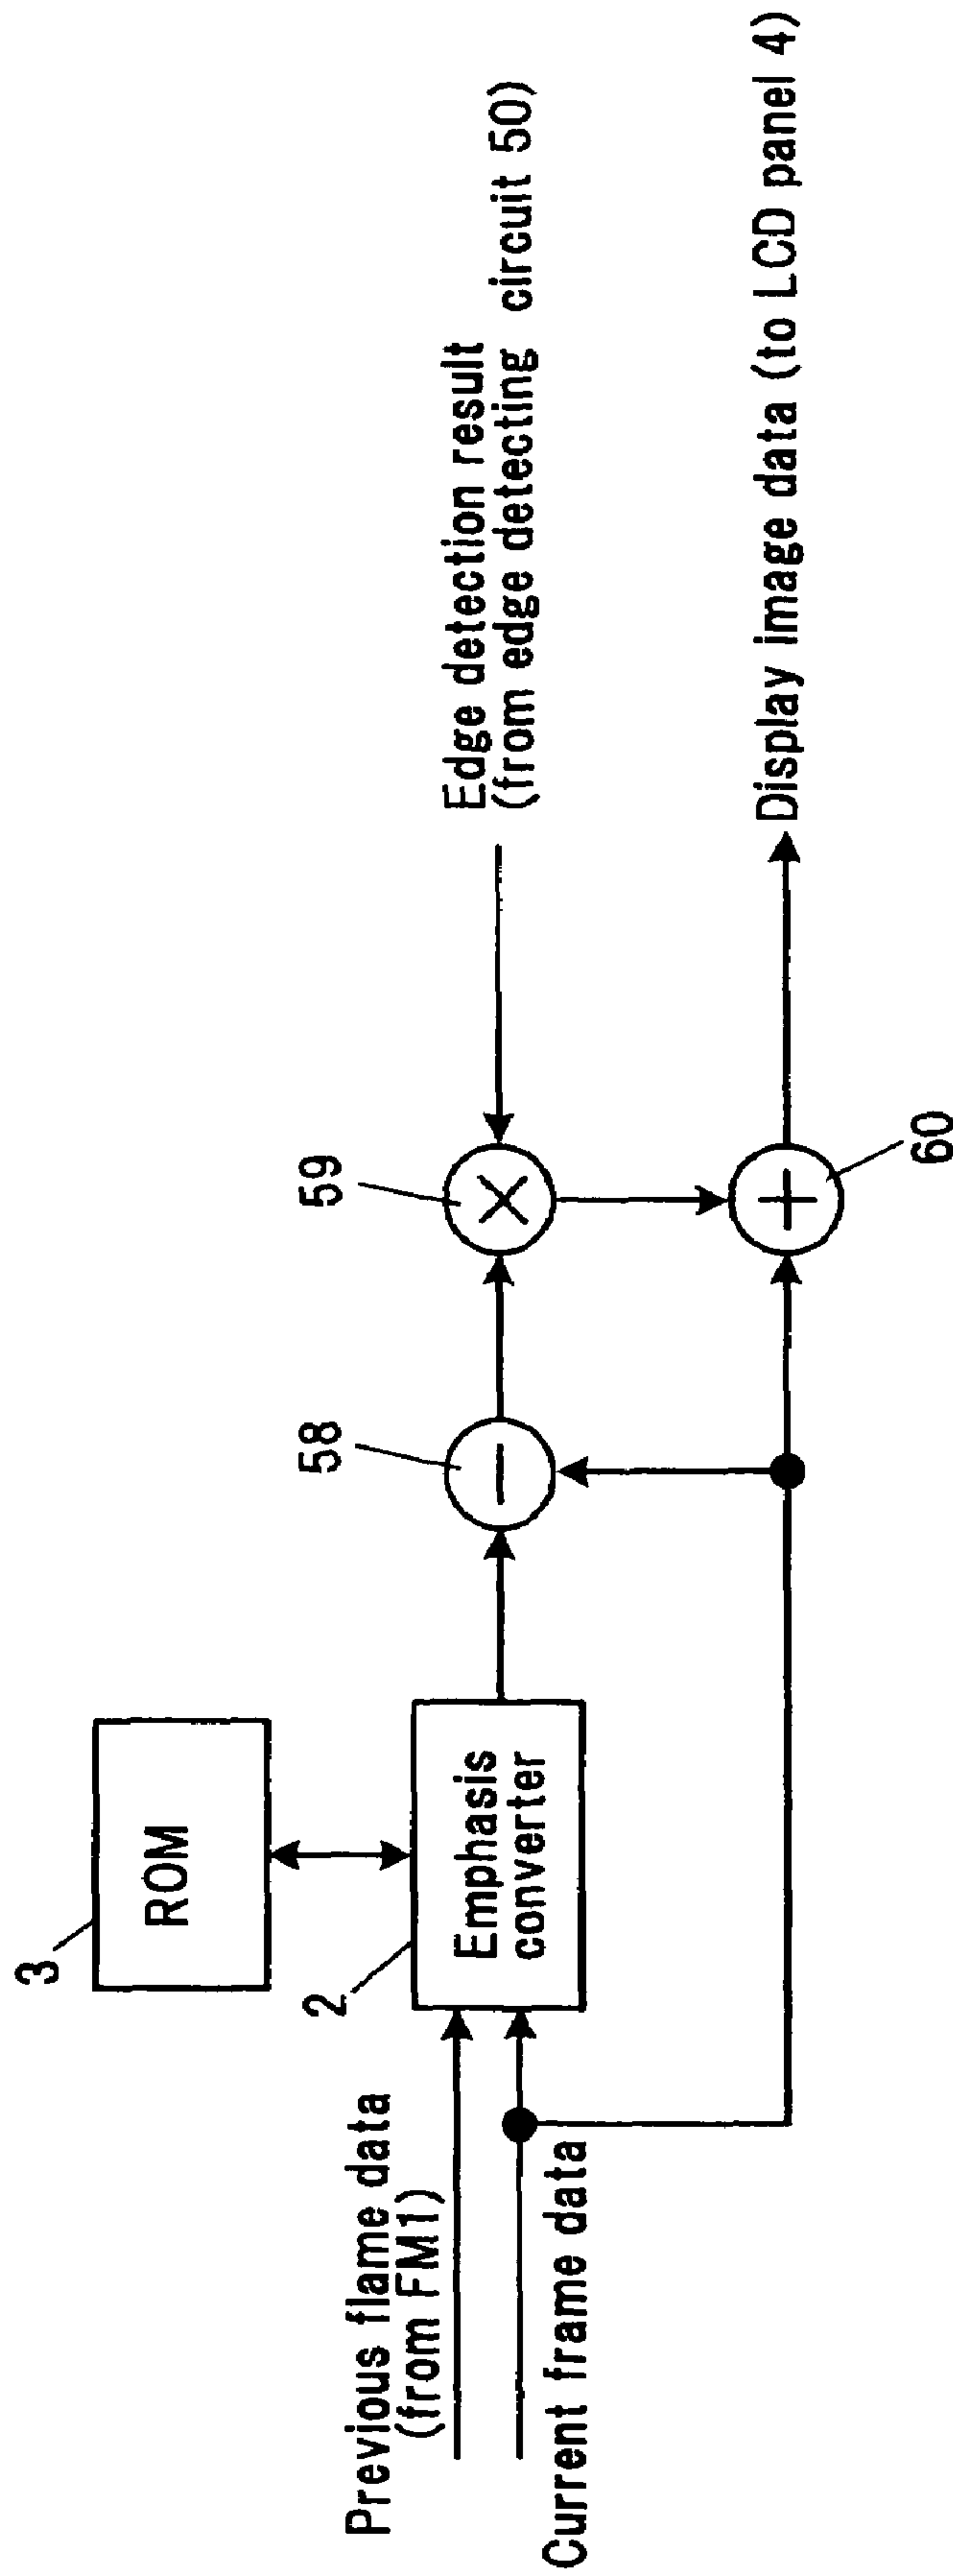 3
ROM
2
Emphasis
converter
Previous flame data
(from FM1)
Current frame data
58
59
60
Edge detection result
(from edge detecting circuit 50)
Display image data (to LCD panel 4)